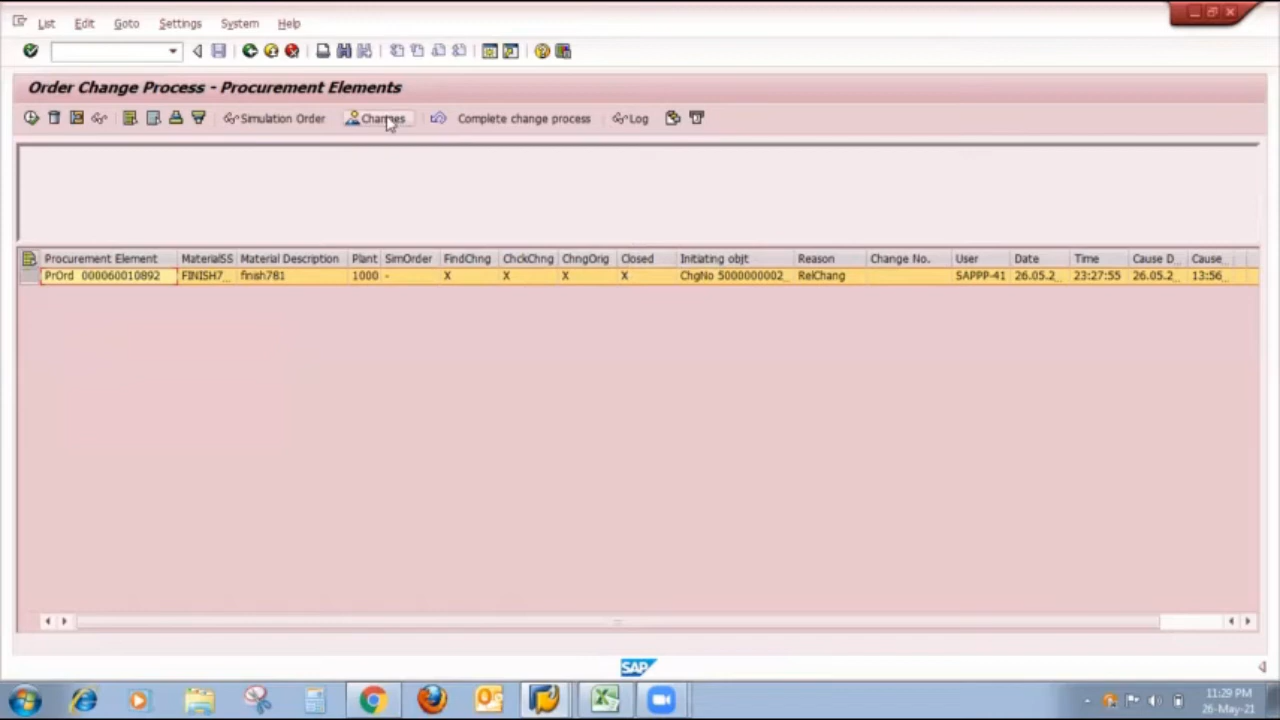 List Edit Goto Settings System Help
Order Change Process - Procurement Elements
Simulation Order Changes Complete change process Log
Procurement Element MaterialSS Material Description Plant SimOrder FindChng ChckChng ChngOrig Closed Initiating objt Reason Change No. User Date Time Cause D... Cause
PrOrd 000060010892 FINISH7... finish781 1000 - X X X X ChgNo 5000000002... RelChang SAPPP-41 26.05.2... 23:27:55 26.05.2... 13:56...
SAP
11:29 PM
26-May-21